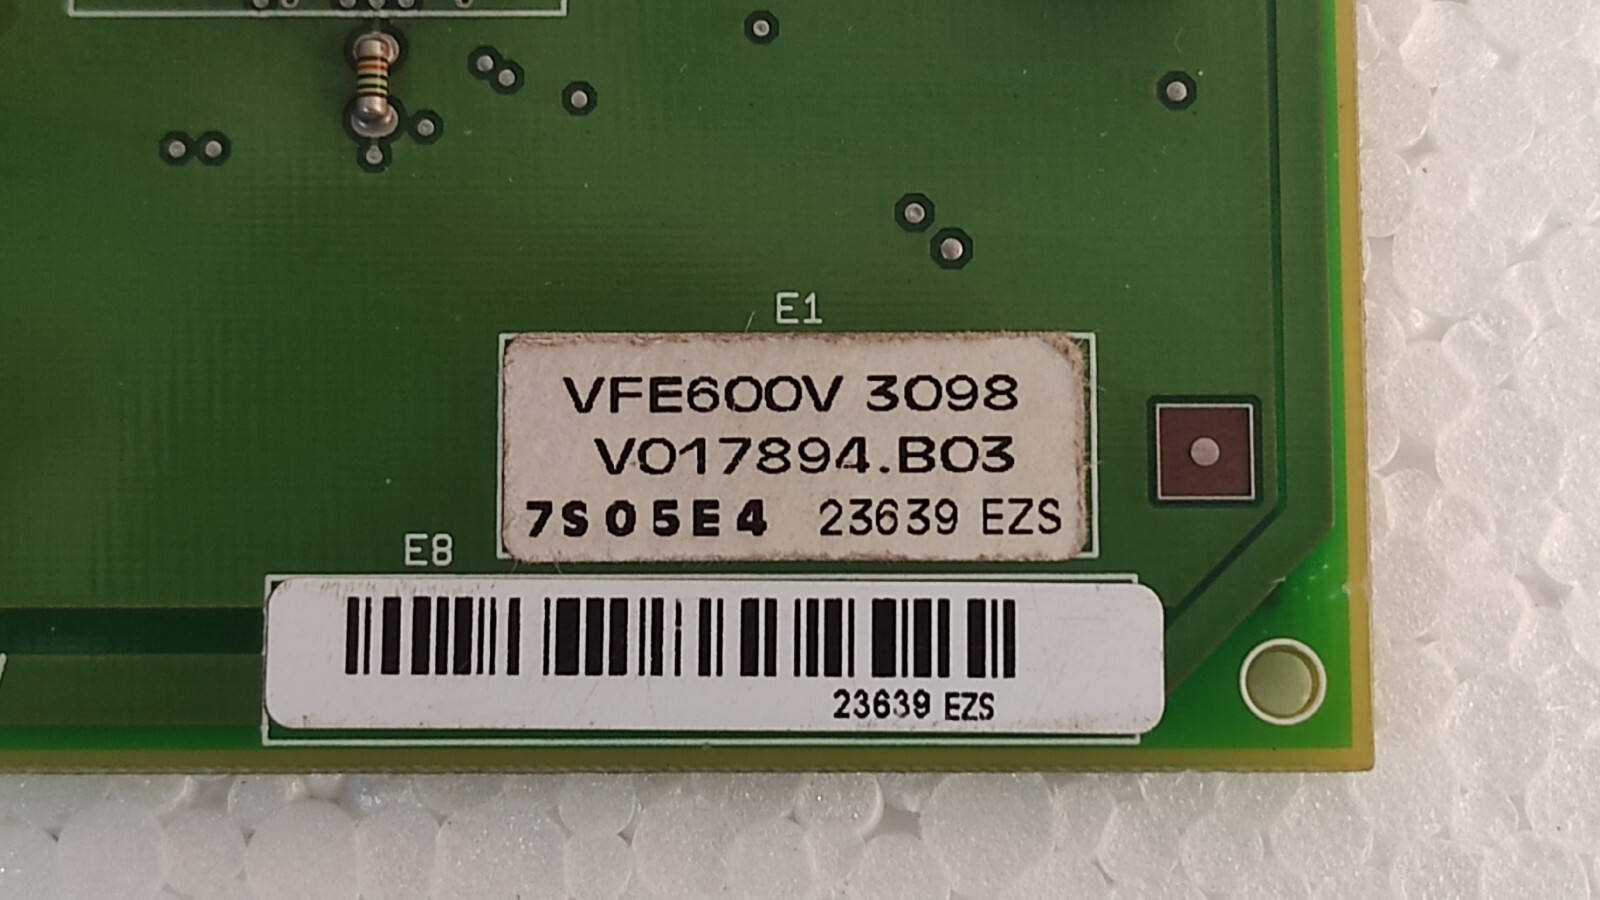 E1
VFE600V 3098
V017894.B03
7S05E4 23639 EZS
E8
23639 EZS